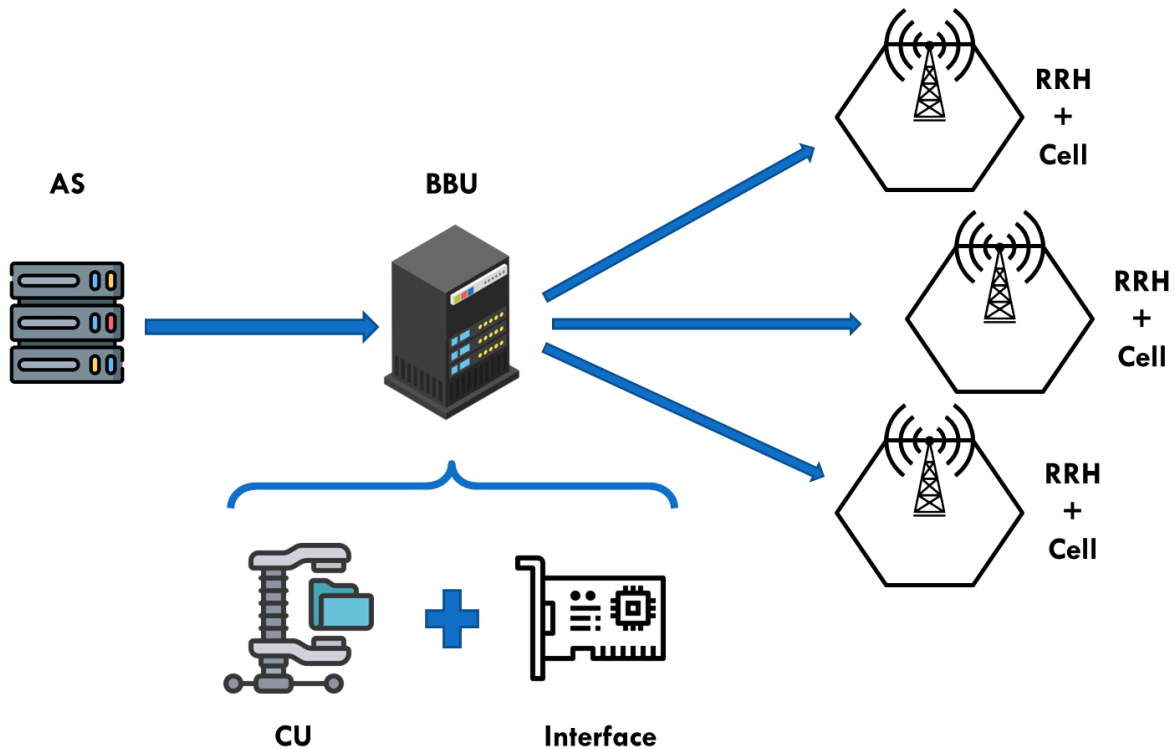 AS
BBU
RRH
+
Cell
RRH
+
Cell
RRH
+
Cell
CU
Interface